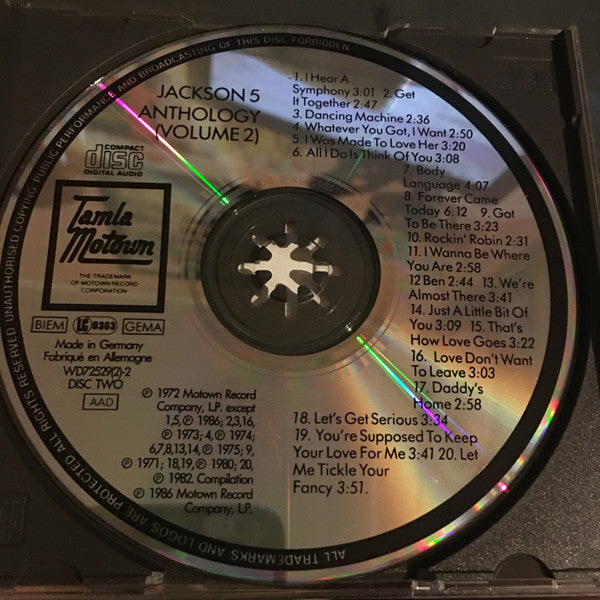 JACKSON 5
ANTHOLOGY
(VOLUME 2)
COMPACT
disc
DIGITAL AUDIO
Tamla
Motown
THE TRADEMARK
OF MOTOWN RECORD
CORPORATION
BIEM LC 0363 GEMA
Made in Germany
Fabriqué en Allemagne
WD72529(2)-2
DISC TWO
AAD
℗ 1972 Motown Record
Company, L.P. except
1,5, ℗ 1986; 2,3,16,
℗ 1973; 4, ℗ 1974;
6,7,8,13,14, ℗ 1975; 9,
℗ 1971; 18,19, ℗ 1980; 20,
℗ 1982. Compilation
℗ 1986 Motown Record
Company, L.P.
1. I Hear A
Symphony 3:01 2. Get
It Together 2:47
3. Dancing Machine 2:36
4. Whatever You Got, I Want 2:50
5. I Was Made To Love Her 3:20
6. All I Do Is Think Of You 3:08
7. Body
Language 4:07
8. Forever Came
Today 6:12 9. Got
To Be There 3:23
10. Rockin' Robin 2:31
11. I Wanna Be Where
You Are 2:58
12 Ben 2:44 13. We're
Almost There 3:41
14. Just A Little Bit Of
You 3:09 15. That's
How Love Goes 3:22
16. Love Don't Want
To Leave 3:03
17. Daddy's
Home 2:58
18. Let's Get Serious 3:34
19. You're Supposed To Keep
Your Love For Me 3:41 20. Let
Me Tickle Your
Fancy 3:51.
ALL TRADEMARKS AND LOGOS ARE PROTECTED ALL RIGHTS RESERVED UNAUTHORISED COPYING PUBLIC PERFORMANCE AND BROADCASTING OF THIS DISC FORBIDDEN